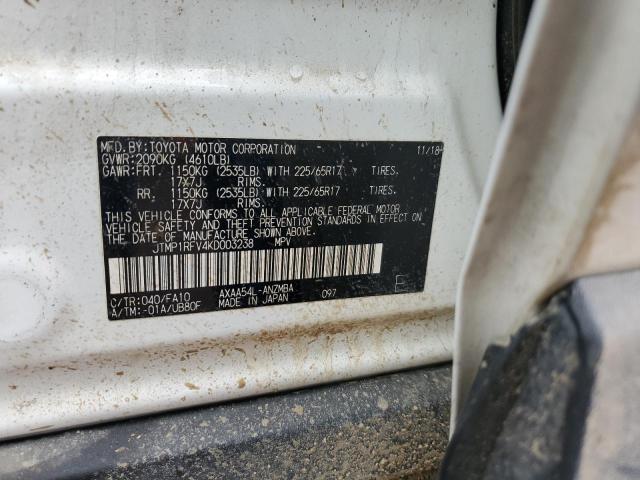 MFD. BY: TOYOTA MOTOR CORPORATION 11/18
GVWR: 2090KG (4610LB)
GAWR: FRT. 1150KG (2535LB) WITH 225/65R17 TIRES.
17X7J RIMS.
RR. 1150KG (2535LB) WITH 225/65R17 TIRES.
17X7J RIMS.
THIS VEHICLE CONFORMS TO ALL APPLICABLE FEDERAL MOTOR
VEHICLE SAFETY AND THEFT PREVENTION STANDARDS IN EFFECT ON
THE DATE OF MANUFACTURE SHOWN ABOVE.
JTMP1RFV4KD003238 MPV
C/TR: 040/FA10 AXAA54L-ANZMBA 097 E
A/TM: -01A/UB80F MADE IN JAPAN